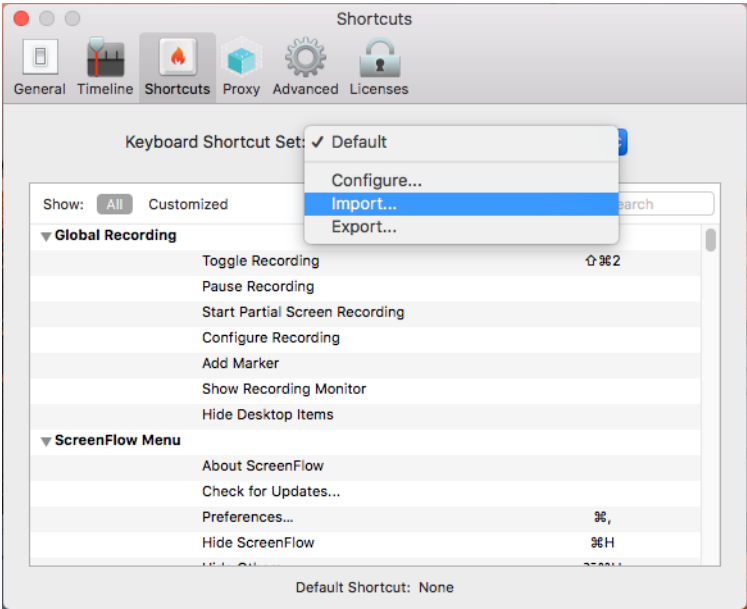 Shortcuts
General Timeline Shortcuts Proxy Advanced Licenses
Keyboard Shortcut Set: ✓ Default
Configure...
Import...
Export...
Show: All Customized
Global Recording
Toggle Recording ⇧⌘2
Pause Recording
Start Partial Screen Recording
Configure Recording
Add Marker
Show Recording Monitor
Hide Desktop Items
ScreenFlow Menu
About ScreenFlow
Check for Updates...
Preferences... ⌘,
Hide ScreenFlow ⌘H
Default Shortcut: None